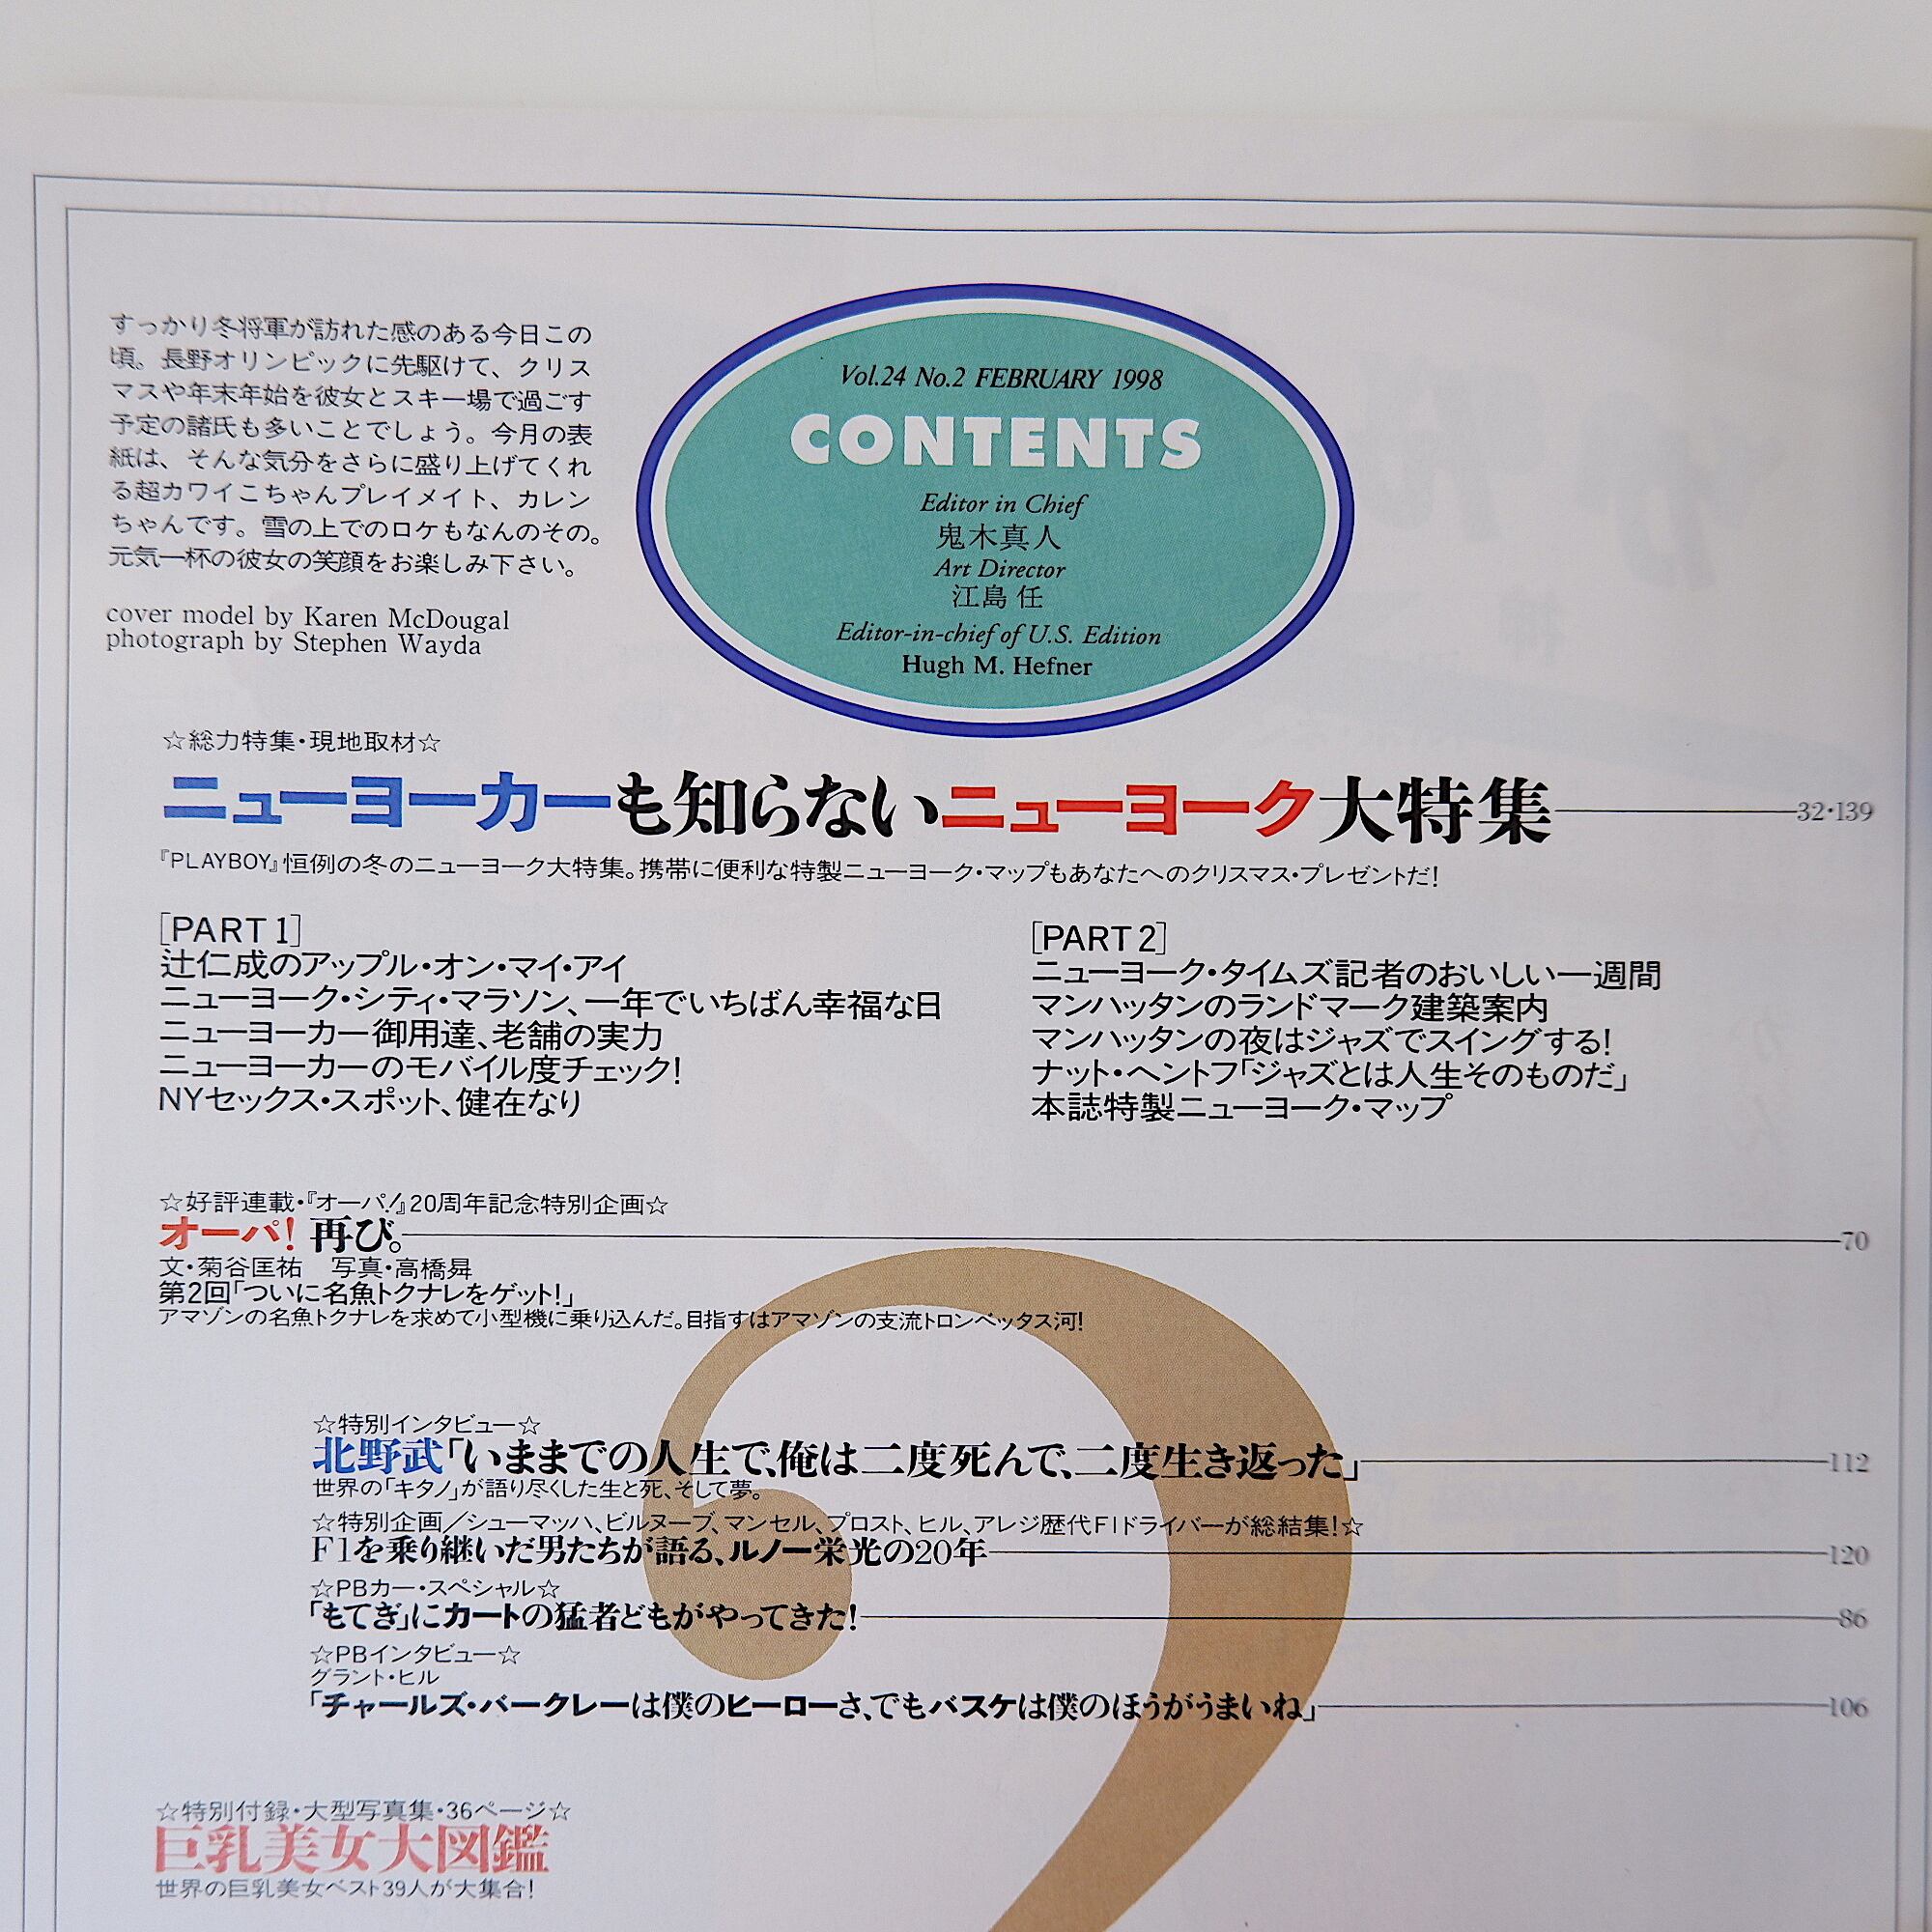 すっかり冬将軍が訪れた感のある今日この
頃。長野オリンピックに先駆けて、クリス
マスや年末年始を彼女とスキー場で過ごす
予定の諸氏も多いことでしょう。今月の表
紙は、そんな気分をさらに盛り上げてくれ
る超カワイこちゃんプレイメイト、カレン
ちゃんです。雪の上でのロケもなんのその。
元気一杯の彼女の笑顔をお楽しみ下さい。
cover model by Karen McDougal
photograph by Stephen Wayda
Vol.24 No.2 FEBRUARY 1998
CONTENTS
Editor in Chief
鬼木真人
Art Director
江島 任
Editor-in-chief of U.S. Edition
Hugh M. Hefner
☆総力特集・現地取材☆
ニューヨーカーも知らないニューヨーク大特集 32・139
『PLAYBOY』恒例の冬のニューヨーク大特集。携帯に便利な特製ニューヨーク・マップもあなたへのクリスマス・プレゼントだ!
[PART 1]
辻仁成のアップル・オン・マイ・アイ
ニューヨーク・シティ・マラソン、一年でいちばん幸福な日
ニューヨーカー御用達、老舗の実力
ニューヨーカーのモバイル度チェック!
NYセックス・スポット、健在なり
[PART 2]
ニューヨーク・タイムズ記者のおいしい一週間
マンハッタンのランドマーク建築案内
マンハッタンの夜はジャズでスイングする!
ナット・ヘントフ「ジャズとは人生そのものだ」
本誌特製ニューヨーク・マップ
☆好評連載・『オーパ!』20周年記念特別企画☆
オーパ! 再び。 70
文・菊谷匡祐 写真・高橋曻
第2回「ついに名魚トクナレをゲット!」
アマゾンの名魚トクナレを求めて小型機に乗り込んだ。目指すはアマゾンの支流トロンベッタス河!
☆特別インタビュー☆
北野武「いままでの人生で、俺は二度死んで、二度生き返った」 112
世界の「キタノ」が語り尽くした生と死、そして夢。
☆特別企画/シューマッハ、ビルヌーブ、マンセル、プロスト、ヒル、アレジ歴代F1ドライバーが総結集!☆
F1を乗り継いだ男たちが語る、ルノー栄光の20年 120
☆PBカー・スペシャル☆
「もてぎ」にカートの猛者どもがやってきた! 86
☆PBインタビュー☆
グラント・ヒル
「チャールズ・バークレーは僕のヒーローさ、でもバスケは僕のほうがうまいね」 106
☆特別付録・大型写真集・36ページ☆
巨乳美女大図鑑
世界の巨乳美女ベスト39人が大集合!